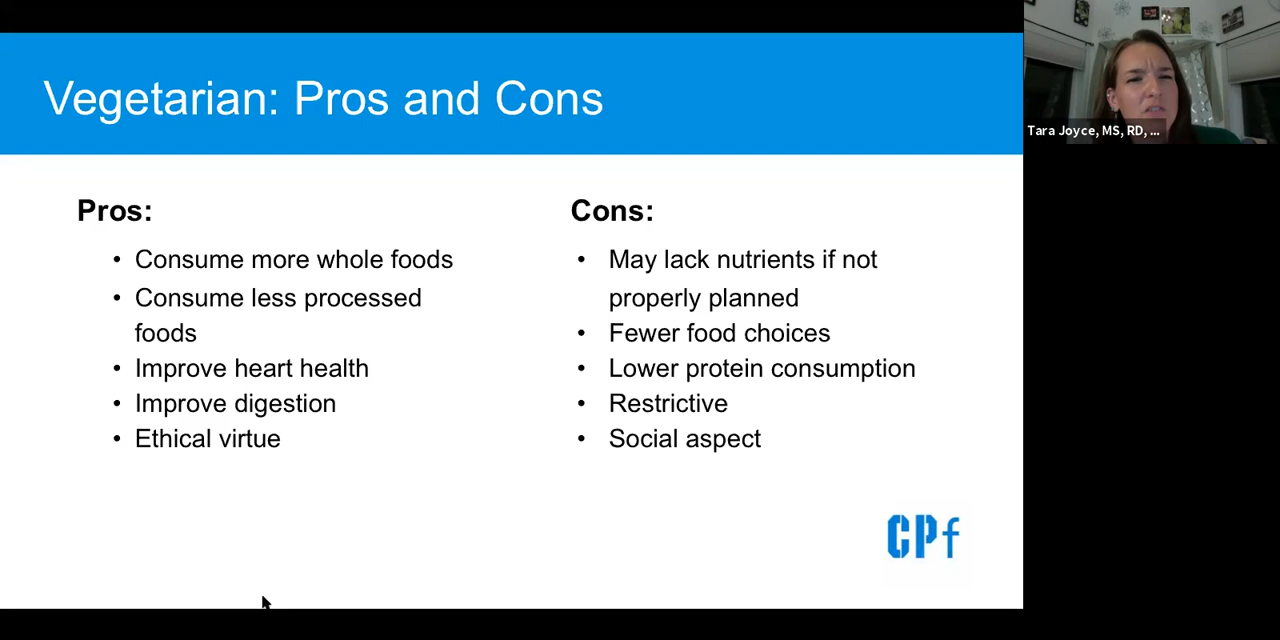 Vegetarian: Pros and Cons
Pros:
• Consume more whole foods
• Consume less processed
foods
• Improve heart health
• Improve digestion
• Ethical virtue
Cons:
• May lack nutrients if not
properly planned
• Fewer food choices
• Lower protein consumption
• Restrictive
• Social aspect
CPf
Tara Joyce, MS, RD, ...